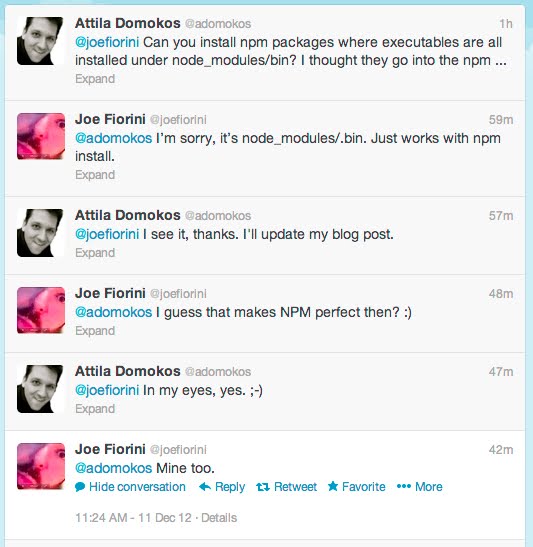 Attila Domokos @adomokos 1h
@joefiorini Can you install npm packages where executables are all
installed under node_modules/bin? I thought they go into the npm ...
Expand
Joe Fiorini @joefiorini 59m
@adomokos I'm sorry, it's node_modules/.bin. Just works with npm
install.
Expand
Attila Domokos @adomokos 57m
@joefiorini I see it, thanks. I'll update my blog post.
Expand
Joe Fiorini @joefiorini 48m
@adomokos I guess that makes NPM perfect then? :)
Expand
Attila Domokos @adomokos 47m
@joefiorini In my eyes, yes. ;-)
Expand
Joe Fiorini @joefiorini 42m
@adomokos Mine too.
Hide conversation Reply Retweet Favorite More
11:24 AM - 11 Dec 12 · Details